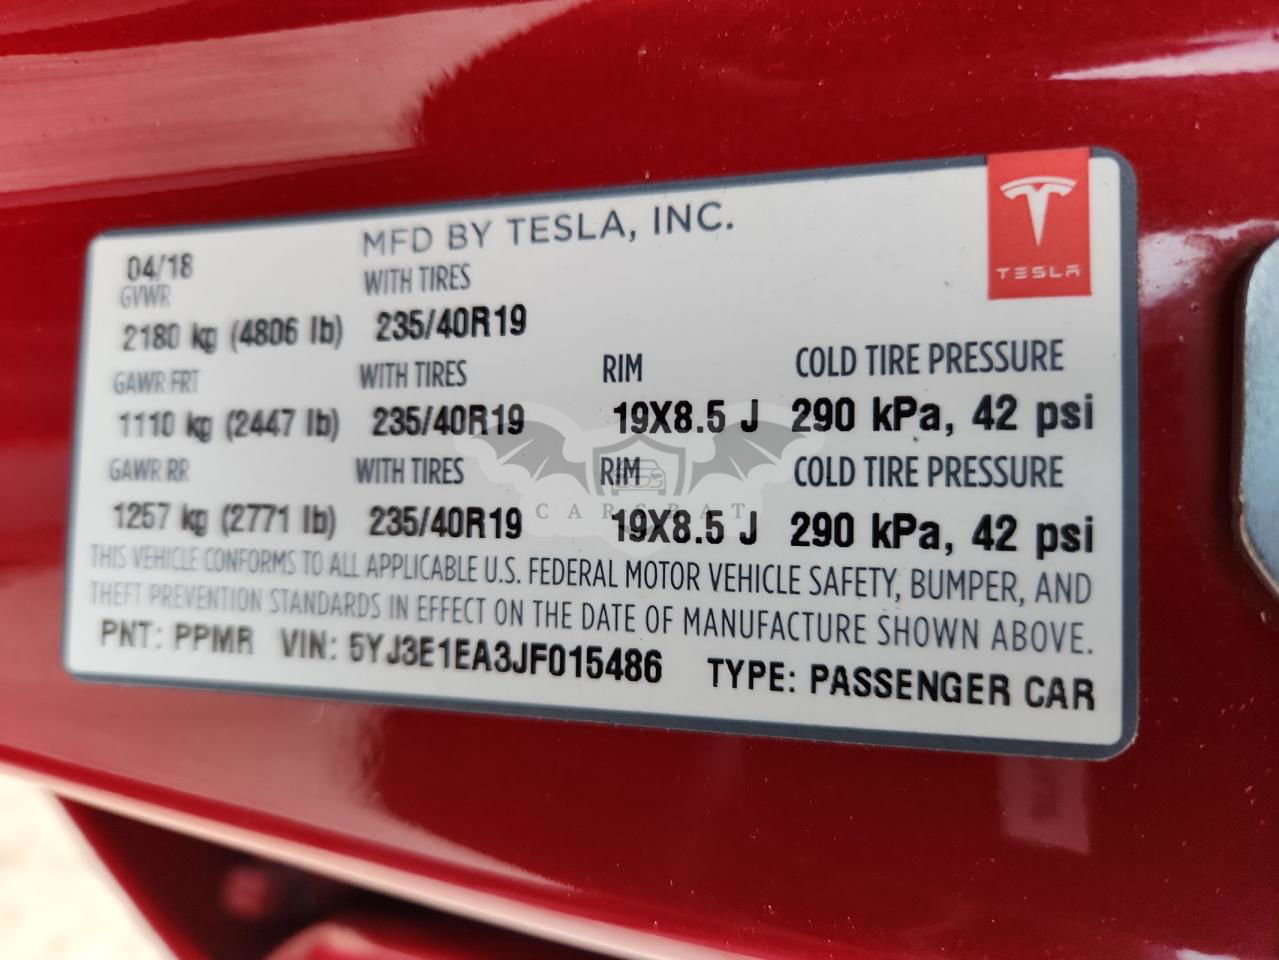 MFD BY TESLA, INC.
TESLA
04/18
GVWR WITH TIRES
2180 kg (4806 lb) 235/40R19
GAWR FRT WITH TIRES RIM COLD TIRE PRESSURE
1110 kg (2447 lb) 235/40R19 19X8.5 J 290 kPa, 42 psi
GAWR RR WITH TIRES RIM COLD TIRE PRESSURE
CARSBAT
1257 kg (2771 lb) 235/40R19 19X8.5 J 290 kPa, 42 psi
THIS VEHICLE CONFORMS TO ALL APPLICABLE U.S. FEDERAL MOTOR VEHICLE SAFETY, BUMPER, AND
THEFT PREVENTION STANDARDS IN EFFECT ON THE DATE OF MANUFACTURE SHOWN ABOVE.
PNT: PPMR VIN: 5YJ3E1EA3JF015486 TYPE: PASSENGER CAR